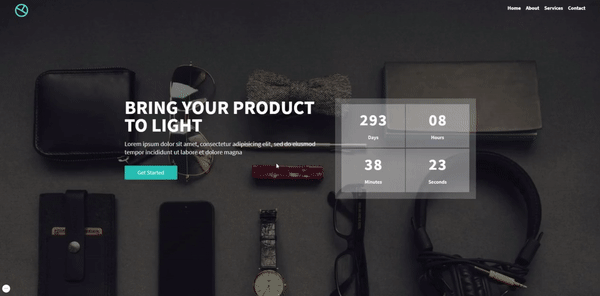 Home About Services Contact
BRING YOUR PRODUCT
TO LIGHT
Lorem ipsum dolor sit amet, consectetur adipisicing elit, sed do eiusmod
tempor incididunt ut labore et dolore magna
Get Started
293 08
Days Hours
38 23
Minutes Seconds